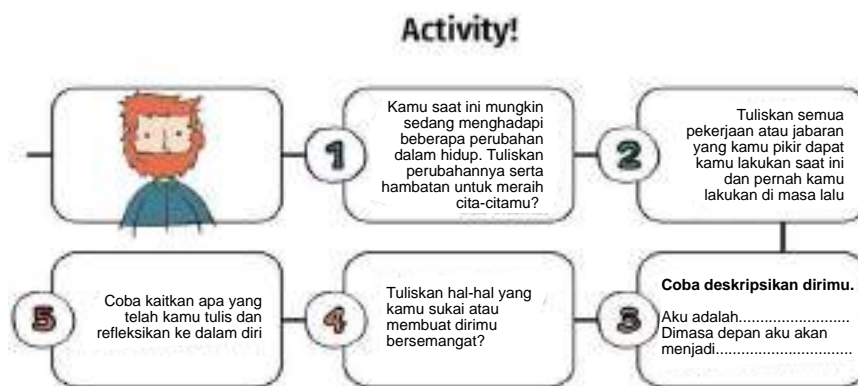 Activity!
1
Kamu saat ini mungkin
sedang menghadapi
beberapa perubahan
dalam hidup. Tuliskan
perubahannya serta
hambatan untuk meraih
cita-citamu?
2
Tuliskan semua
pekerjaan atau jabaran
yang kamu pikir dapat
kamu lakukan saat ini
dan pernah kamu
lakukan di masa lalu
3
Coba deskripsikan dirimu.
Aku adalah........................
Dimasa depan aku akan
menjadi..............................
4
Tuliskan hal-hal yang
kamu sukai atau
membuat dirimu
bersemangat?
5
Coba kaitkan apa yang
telah kamu tulis dan
refleksikan ke dalam diri